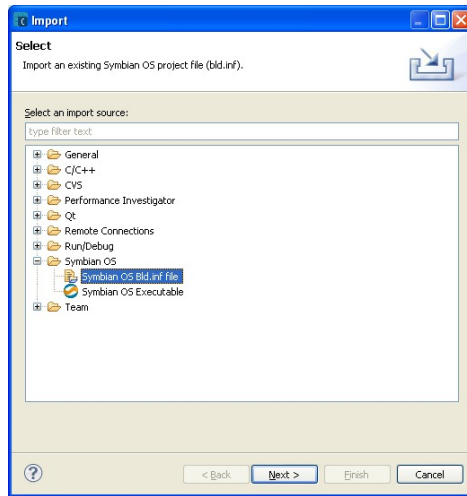 Import
Select
Import an existing Symbian OS project file (bld.inf).
Select an import source:
type filter text
General
C/C++
CVS
Performance Investigator
Qt
Remote Connections
Run/Debug
Symbian OS
Symbian OS Bld.inf file
Symbian OS Executable
Team
? < Back Next > Finish Cancel